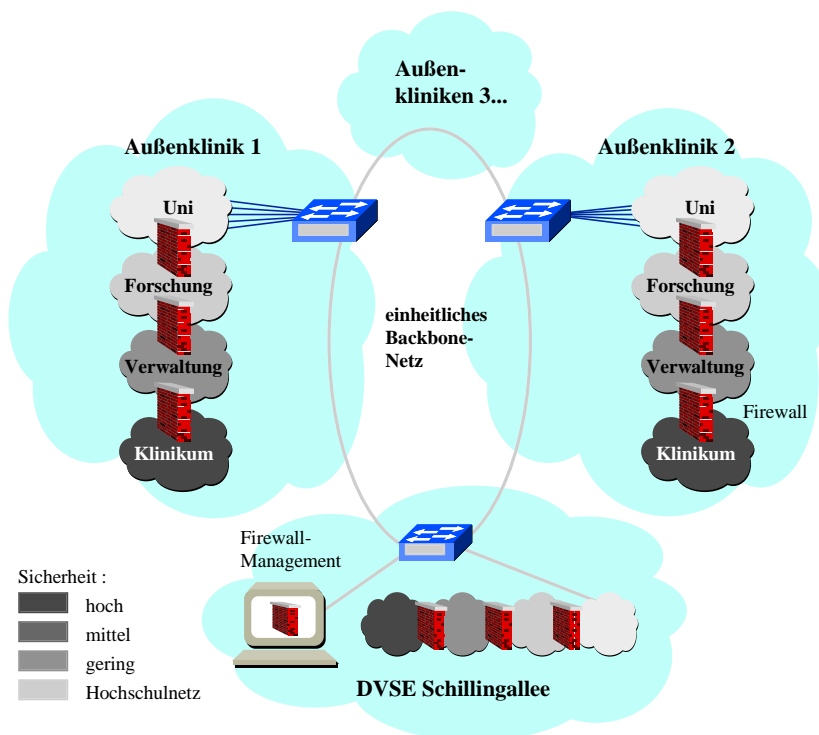 Außen-
kliniken 3...
Außenklinik 1
Außenklinik 2
Uni
Forschung
Verwaltung
Klinikum
einheitliches
Backbone-
Netz
Uni
Forschung
Verwaltung
Firewall
Klinikum
Firewall-
Management
DVSE Schillingallee
Sicherheit :
hoch
mittel
gering
Hochschulnetz